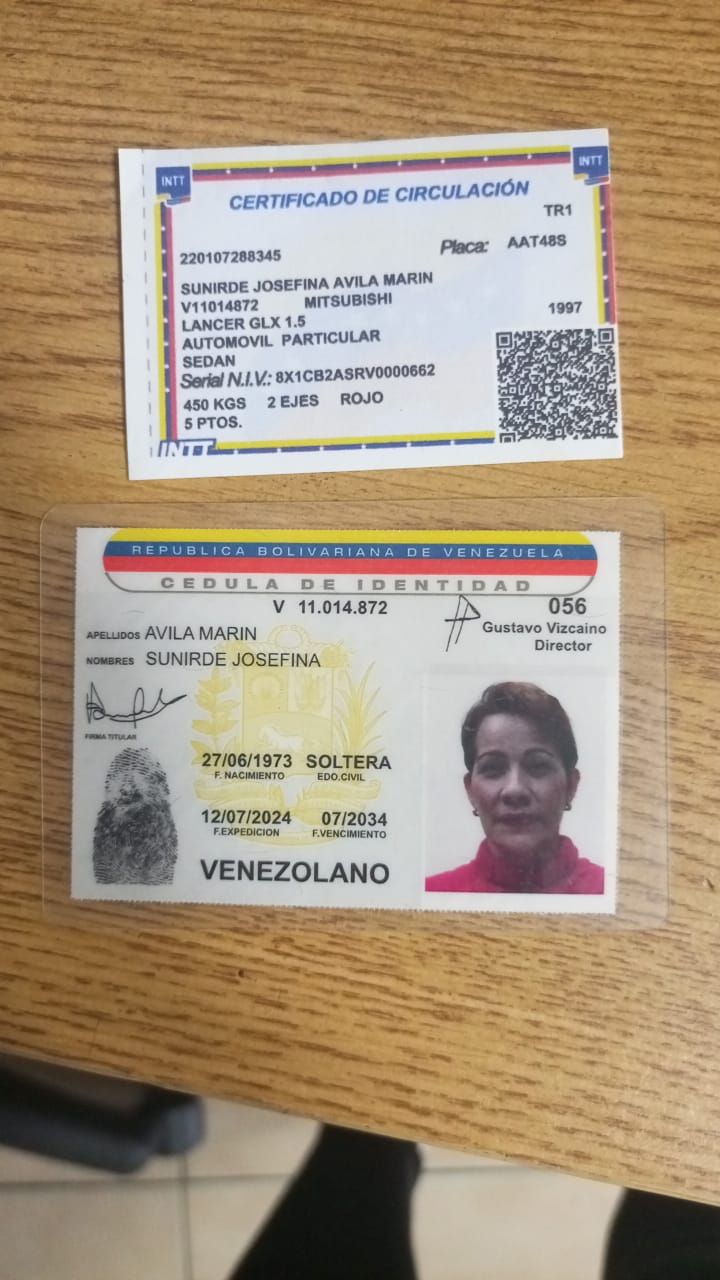 INTT
INTT
CERTIFICADO DE CIRCULACIÓN
TR1
220107288345 Placa: AAT48S
SUNIRDE JOSEFINA AVILA MARIN
V11014872 MITSUBISHI 1997
LANCER GLX 1.5
AUTOMOVIL PARTICULAR
SEDAN
Serial N.I.V.: 8X1CB2ASRV0000662
450 KGS 2 EJES ROJO
5 PTOS.
INTT
REPUBLICA BOLIVARIANA DE VENEZUELA
CEDULA DE IDENTIDAD
V 11.014.872 056
APELLIDOS AVILA MARIN Gustavo Vizcaino
Director
NOMBRES SUNIRDE JOSEFINA
FIRMA TITULAR
27/06/1973 SOLTERA
F. NACIMIENTO EDO.CIVIL
12/07/2024 07/2034
F.EXPEDICION F.VENCIMIENTO
VENEZOLANO